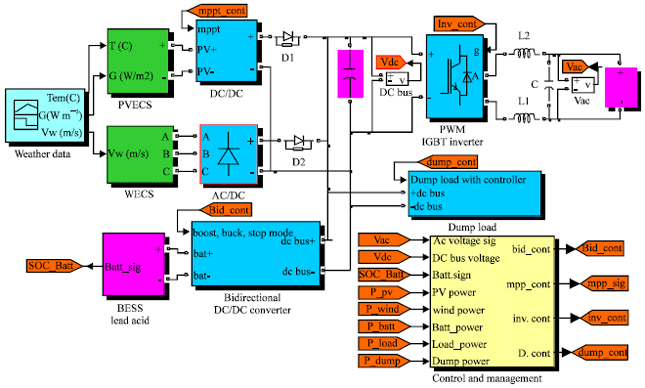 mppt_cont
Inv_cont
mppt
T (C)
PV+
G (W/m2)
PV-
PVECS
DC/DC
D1
Vdc
+
-
v
DC bus
+
-
g
A
PWM
IGBT inverter
L2
C
L1
Vac
+
-
v
Vac
+
Tem(C)
G(W m⁻²)
Vw (m/s)
Weather data
Vw (m/s)
A
B
C
WECS
A
B
C
+
-
AC/DC
D2
dump_cont
Dump load with controller
+dc bus
-dc bus
Dump load
Bid_cont
boost, buck, stop mode
dc bus+
bat+
bat-
dc bus-
Bidirectional
DC/DC converter
SOC_Batt
Batt_sig
+
-
BESS
lead acid
Vac
Vdc
SOC_Batt
P_pv
P_wind
P_batt
P_load
P_dump
Ac voltage sig
DC bus voltage
Batt.sign
PV power
wind power
Batt_power
Load_power
Dump power
bid_cont
mpp_cont
inv. cont
D. cont
Bid_cont
mpp_sig
inv_cont
dump_cont
Control and management